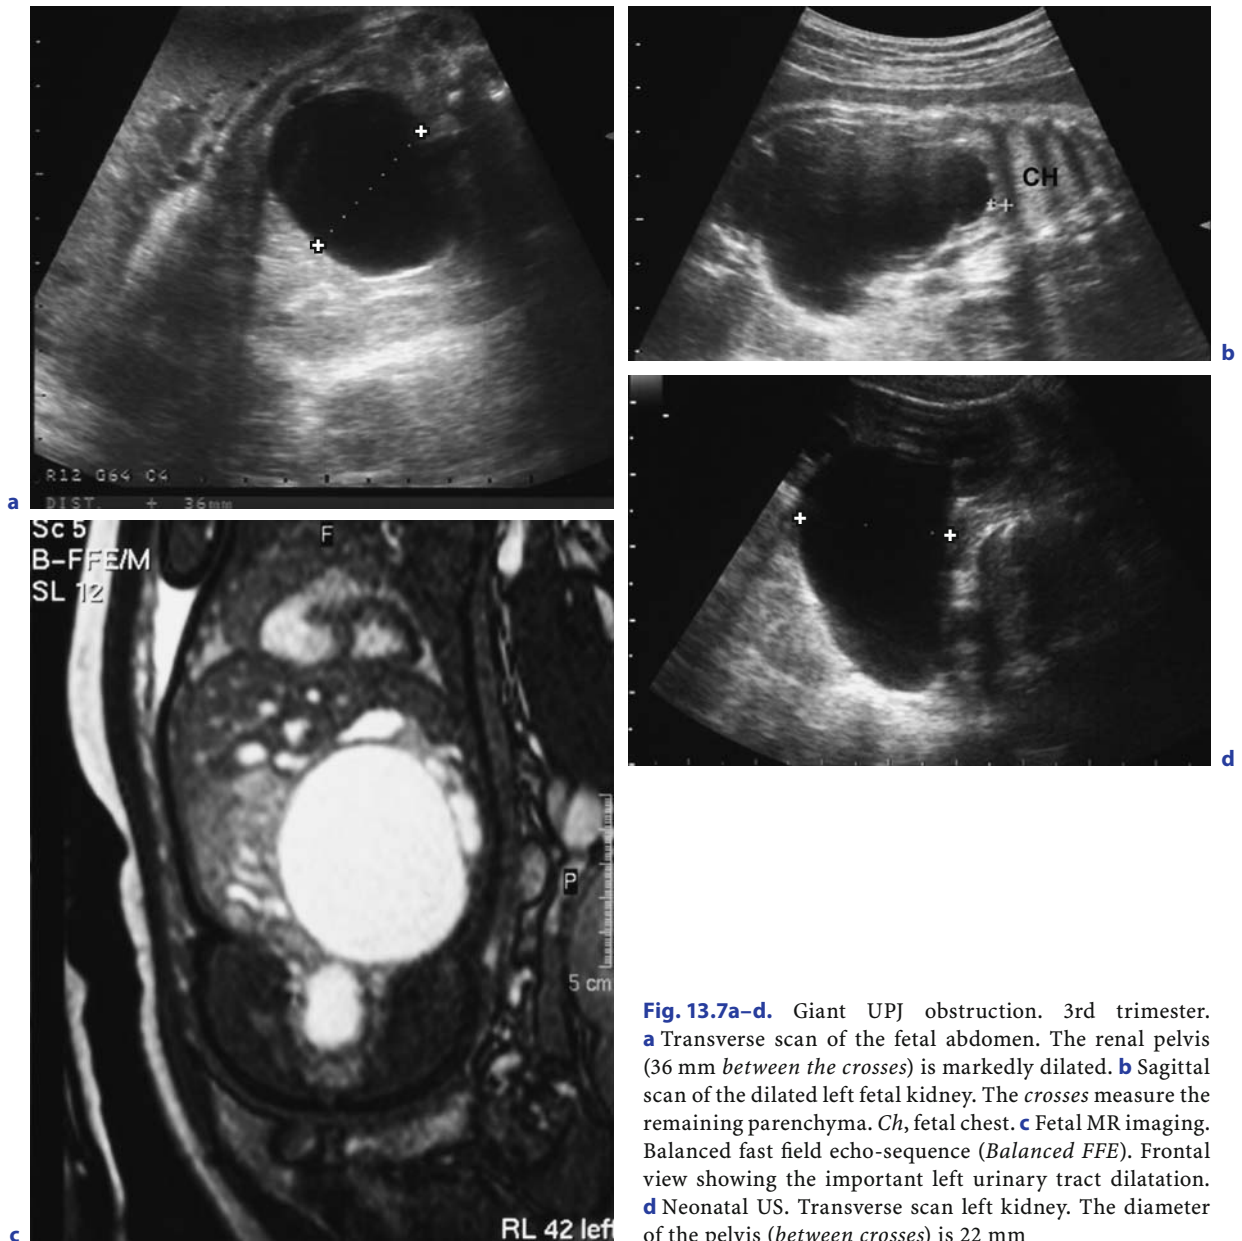 CH
b
R12 G64 C4
DIST. + 36mm
a
d
Sc 5
B-FFE/M
SL 12
F
P
5 cm
RL 42 left
c
Fig. 13.7a–d. Giant UPJ obstruction. 3rd trimester.
a Transverse scan of the fetal abdomen. The renal pelvis
(36 mm between the crosses) is markedly dilated. b Sagittal
scan of the dilated left fetal kidney. The crosses measure the
remaining parenchyma. Ch, fetal chest. c Fetal MR imaging.
Balanced fast field echo-sequence (Balanced FFE). Frontal
view showing the important left urinary tract dilatation.
d Neonatal US. Transverse scan left kidney. The diameter
of the pelvis (between crosses) is 22 mm